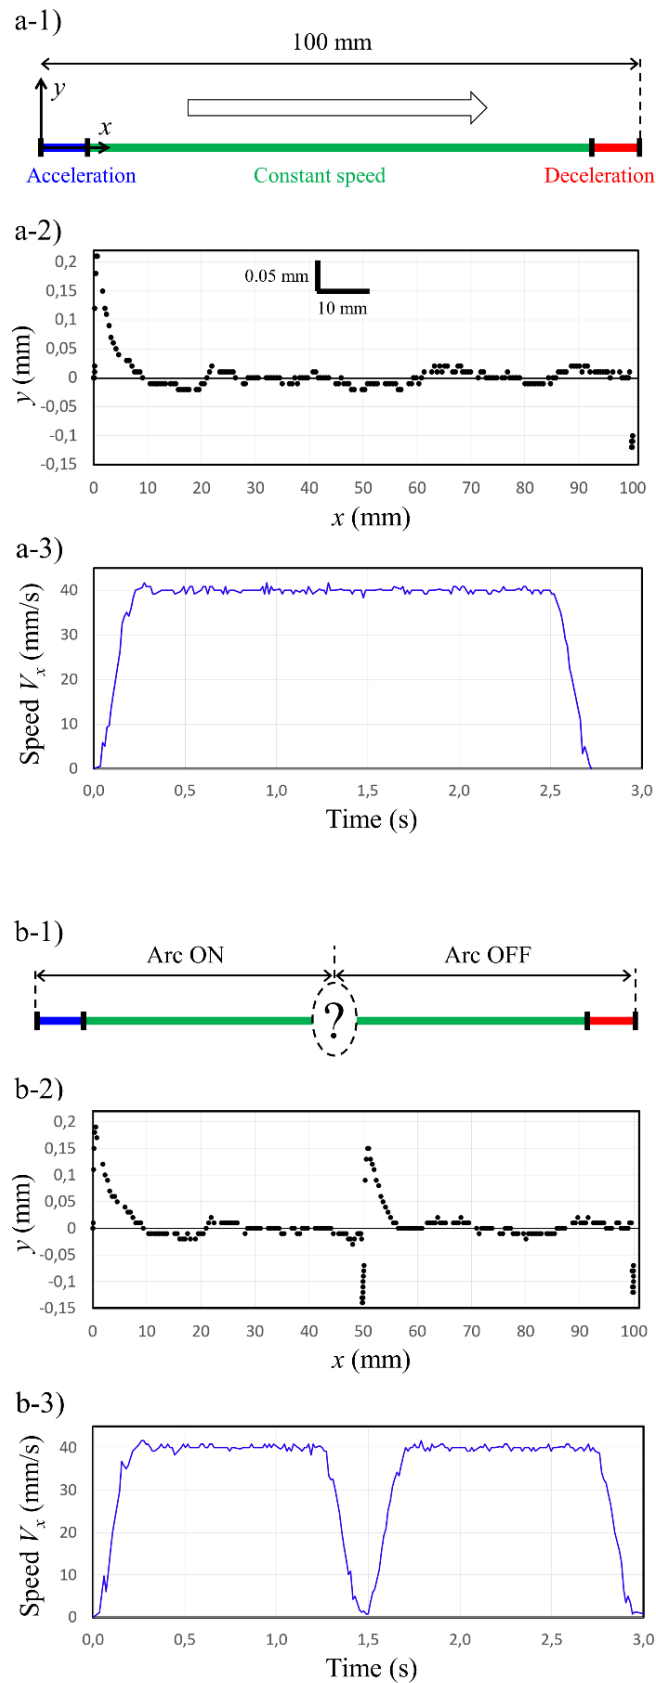 a-1)
100 mm
y
x
Acceleration Constant speed Deceleration
a-2)
0,2
0,15
0,1
0,05
0
-0,05
-0,1
-0,15
0.05 mm
10 mm
y (mm)
0 10 20 30 40 50 60 70 80 90 100
x (mm)
a-3)
40
30
20
10
0
Speed Vx (mm/s)
0,0 0,5 1,0 1,5 2,0 2,5 3,0
Time (s)
b-1)
Arc ON Arc OFF
?
b-2)
0,2
0,15
0,1
0,05
0
-0,05
-0,1
-0,15
y (mm)
0 10 20 30 40 50 60 70 80 90 100
x (mm)
b-3)
40
30
20
10
0
Speed Vx (mm/s)
0,0 0,5 1,0 1,5 2,0 2,5 3,0
Time (s)